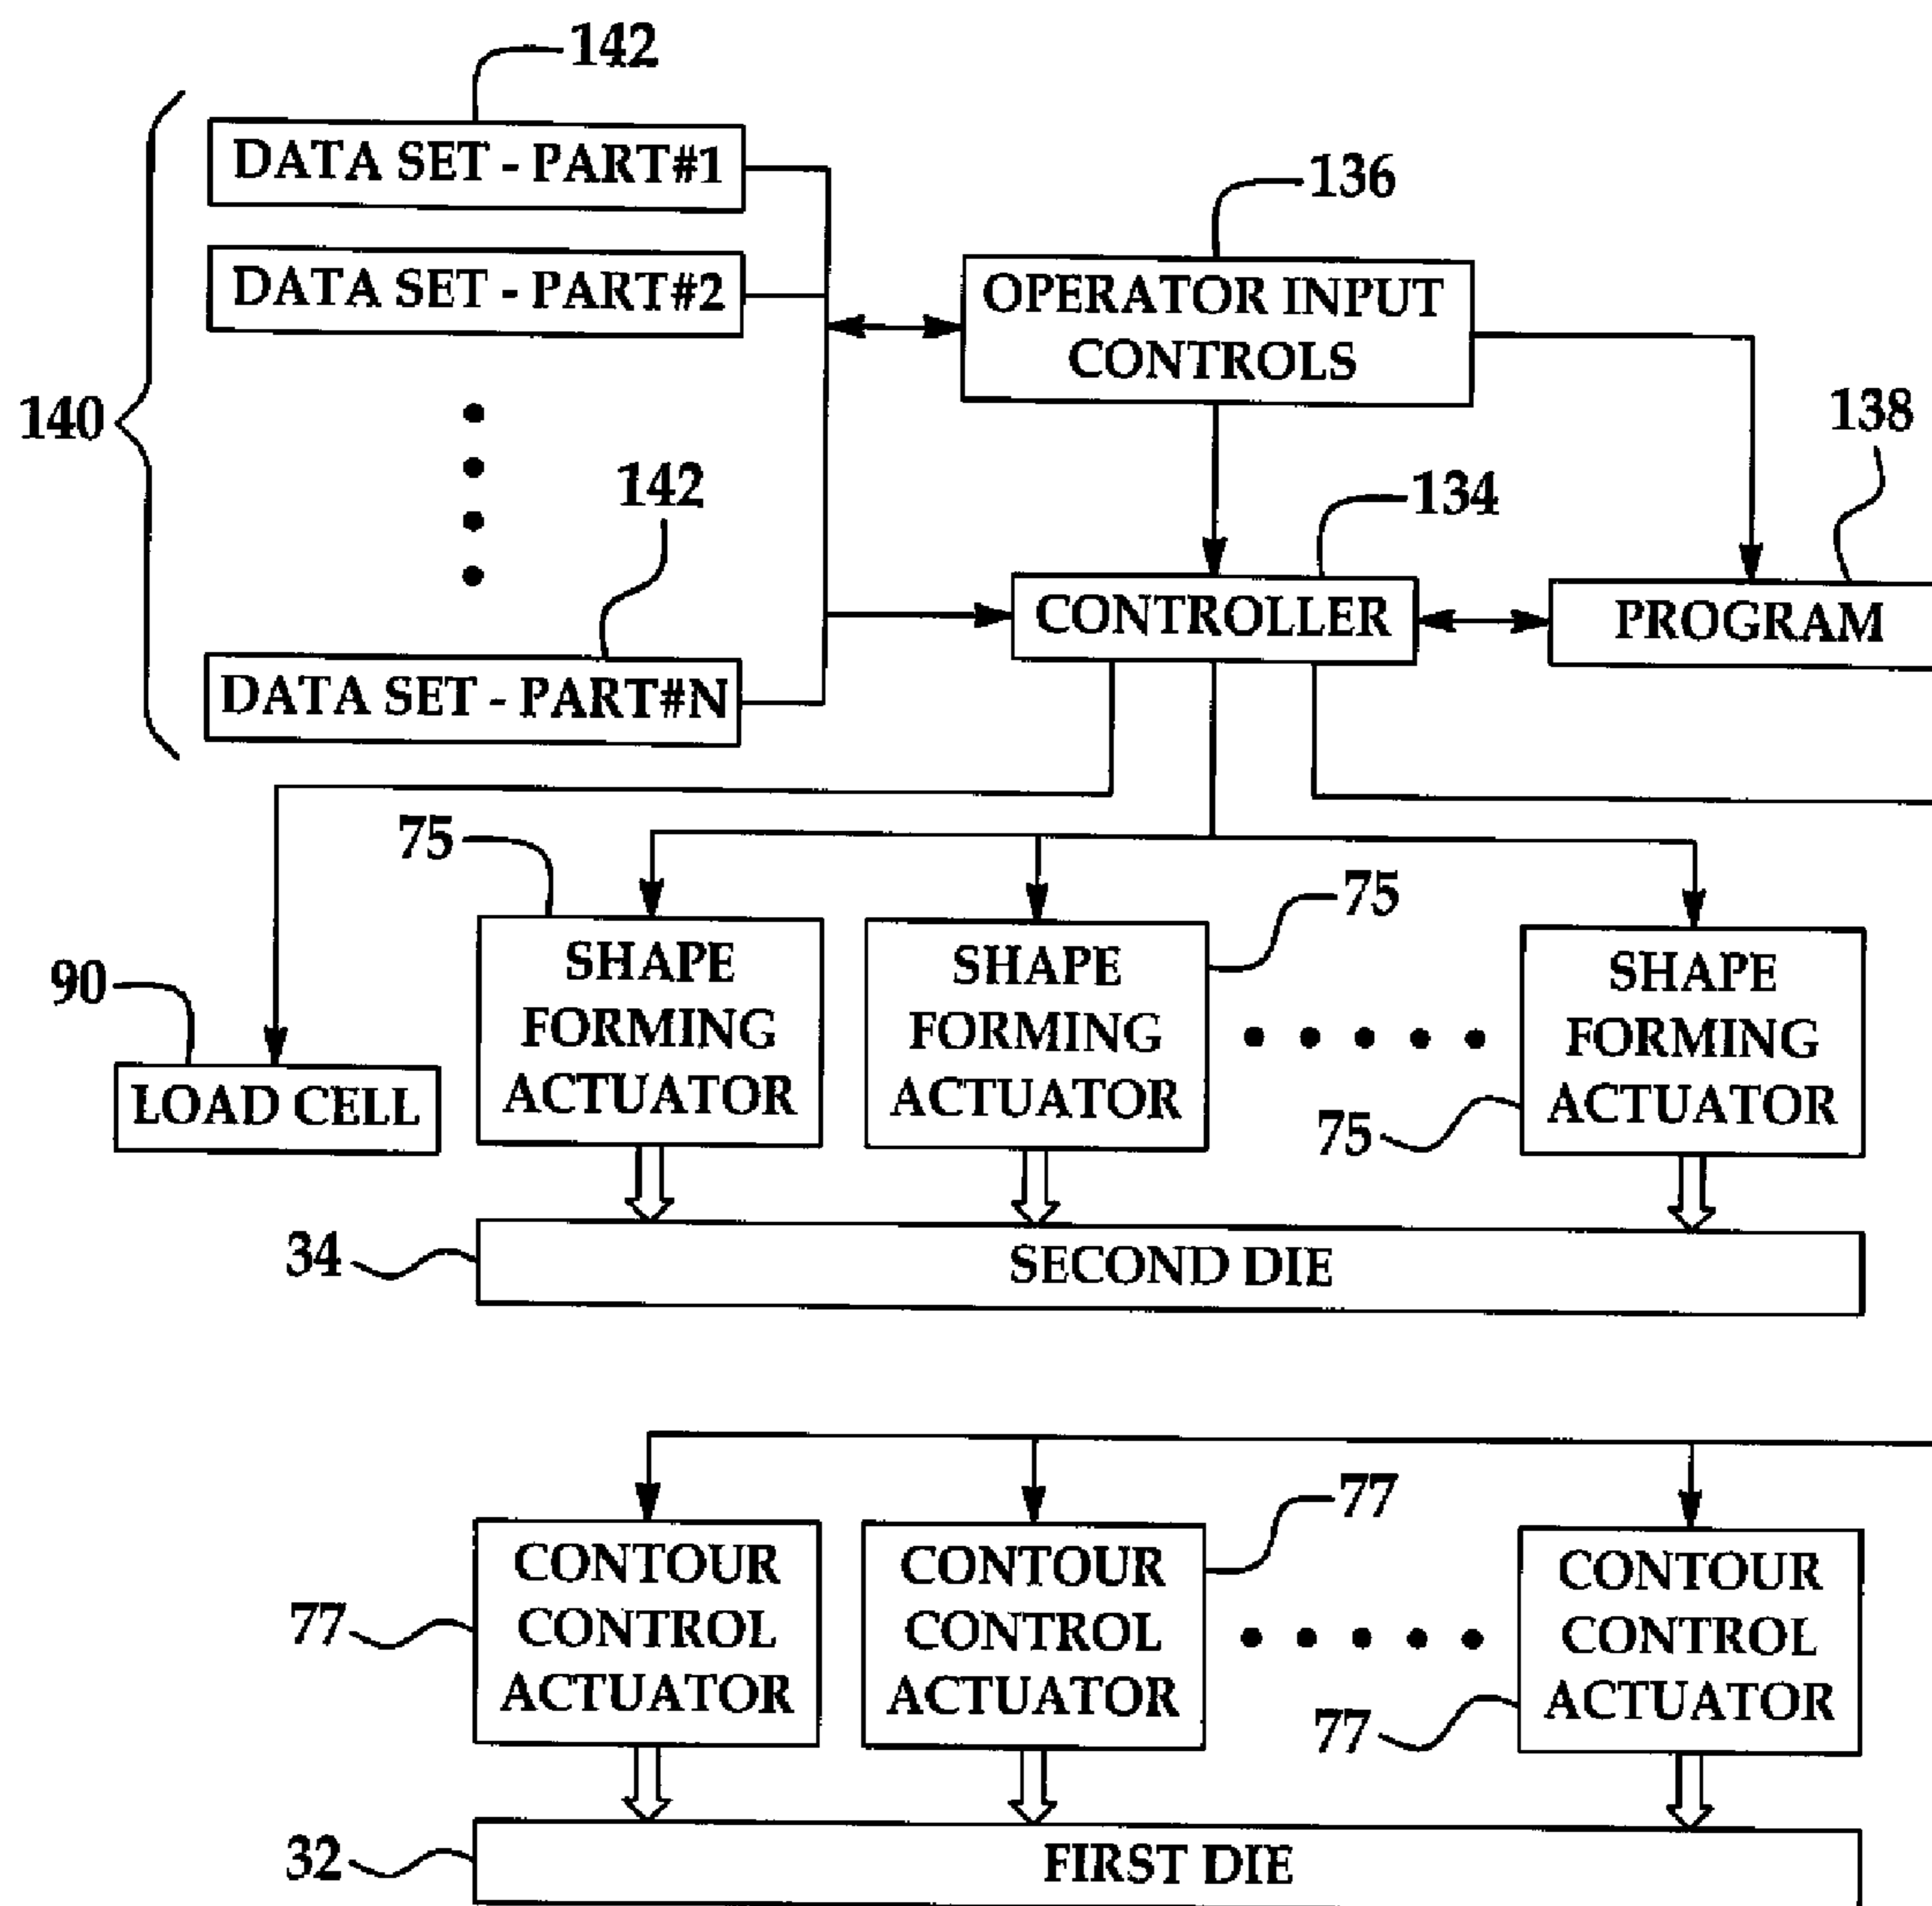 142
DATA SET - PART#1
136
DATA SET - PART#2
OPERATOR INPUT
CONTROLS
140
138
142
134
CONTROLLER
PROGRAM
DATA SET - PART#N
75
75
SHAPE
FORMING
ACTUATOR
SHAPE
FORMING
ACTUATOR
SHAPE
FORMING
ACTUATOR
90
LOAD CELL
75
34
SECOND DIE
77
CONTOUR
CONTROL
ACTUATOR
CONTOUR
CONTROL
ACTUATOR
CONTOUR
CONTROL
ACTUATOR
77
77
32
FIRST DIE